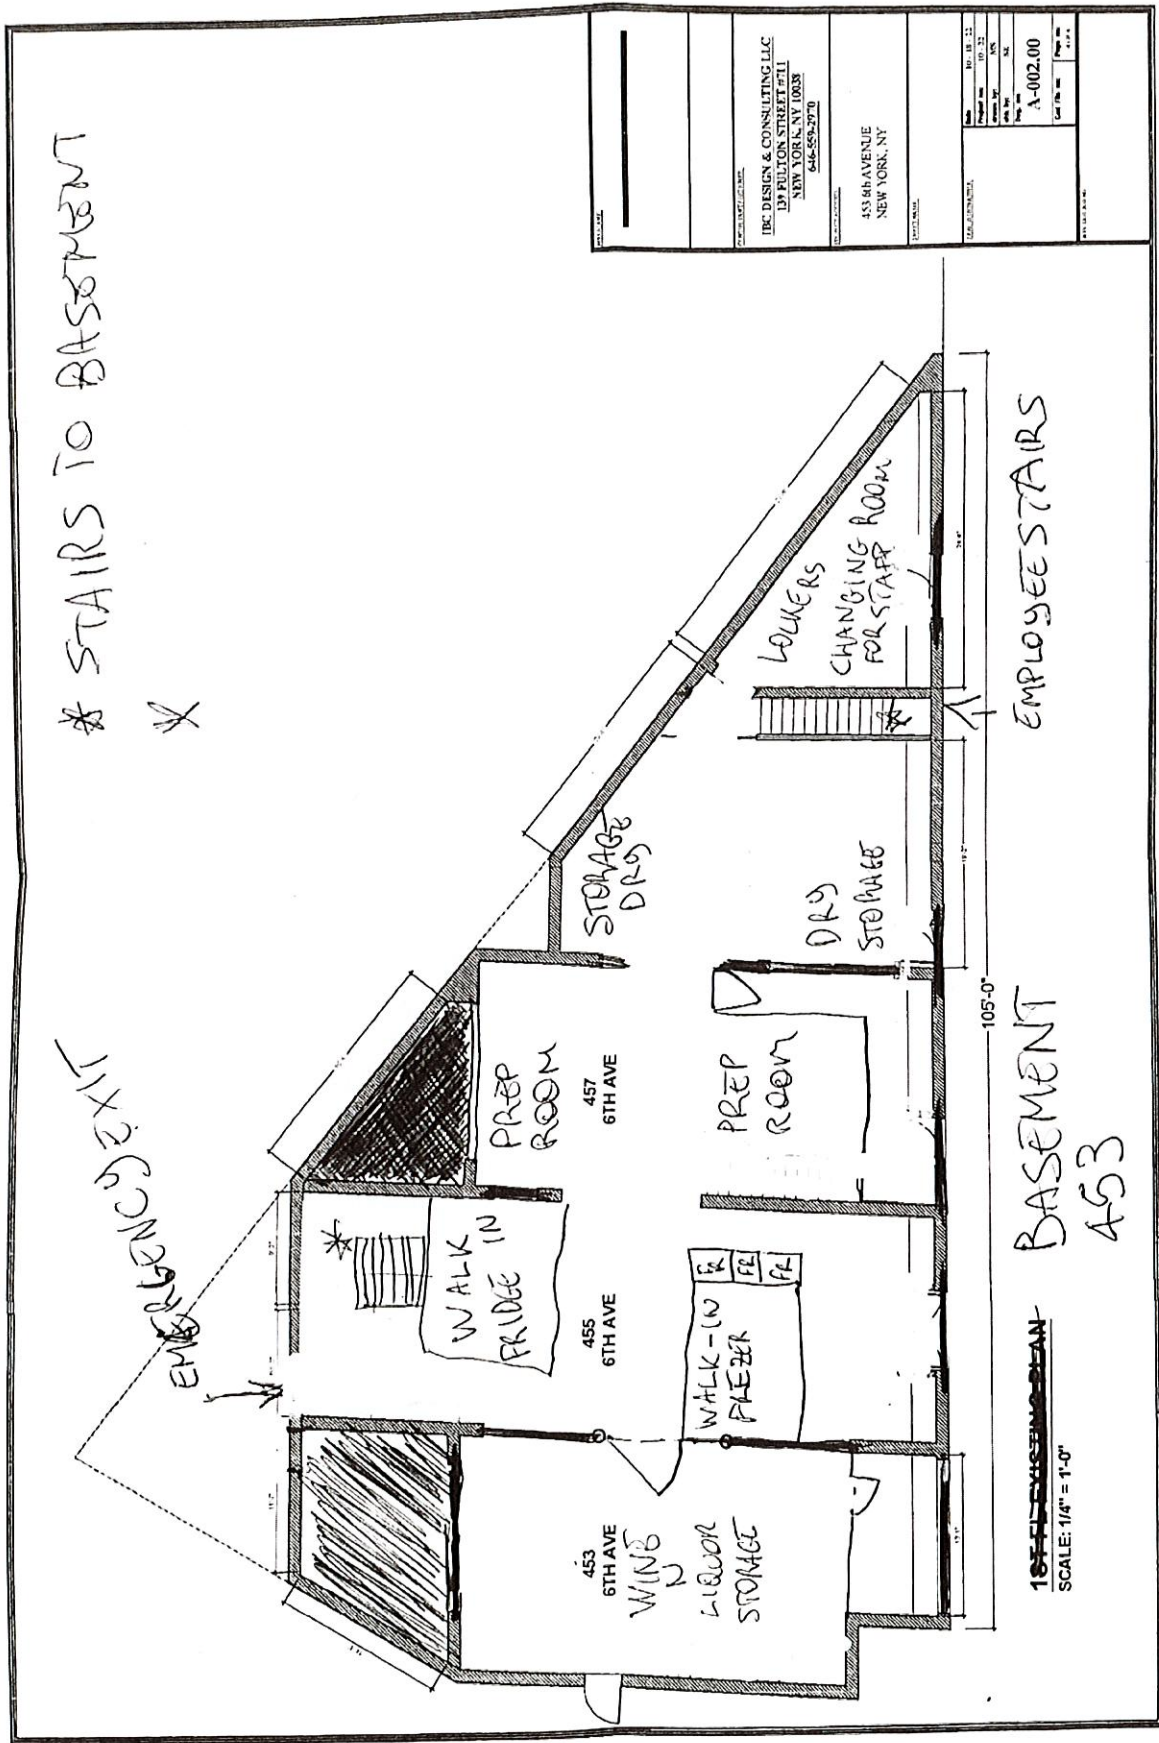 * STAIRS TO BASEMENT
*
EMERGENCY EXIT
*
WALK IN
FRIDGE
PREP
ROOM
STORAGE
DRY
453
6TH AVE
WINE
N
LIQUOR
STORAGE
455
6TH AVE
WALK-IN
FREZER
FR
FR
FR
457
6TH AVE
PREP
ROOM
DRY
STORAGE
*
LOCKERS
CHANGING ROOM
FOR STAFF
105'-0"
EMPLOYEE STAIRS
BASEMENT
453
1ST FL EXISTING PLAN
SCALE: 1/4" = 1'-0"
IBC DESIGN & CONSULTING LLC
139 FULTON STREET #711
NEW YORK, NY 10038
646-559-2970
453 6th AVENUE
NEW YORK, NY
A-002.00